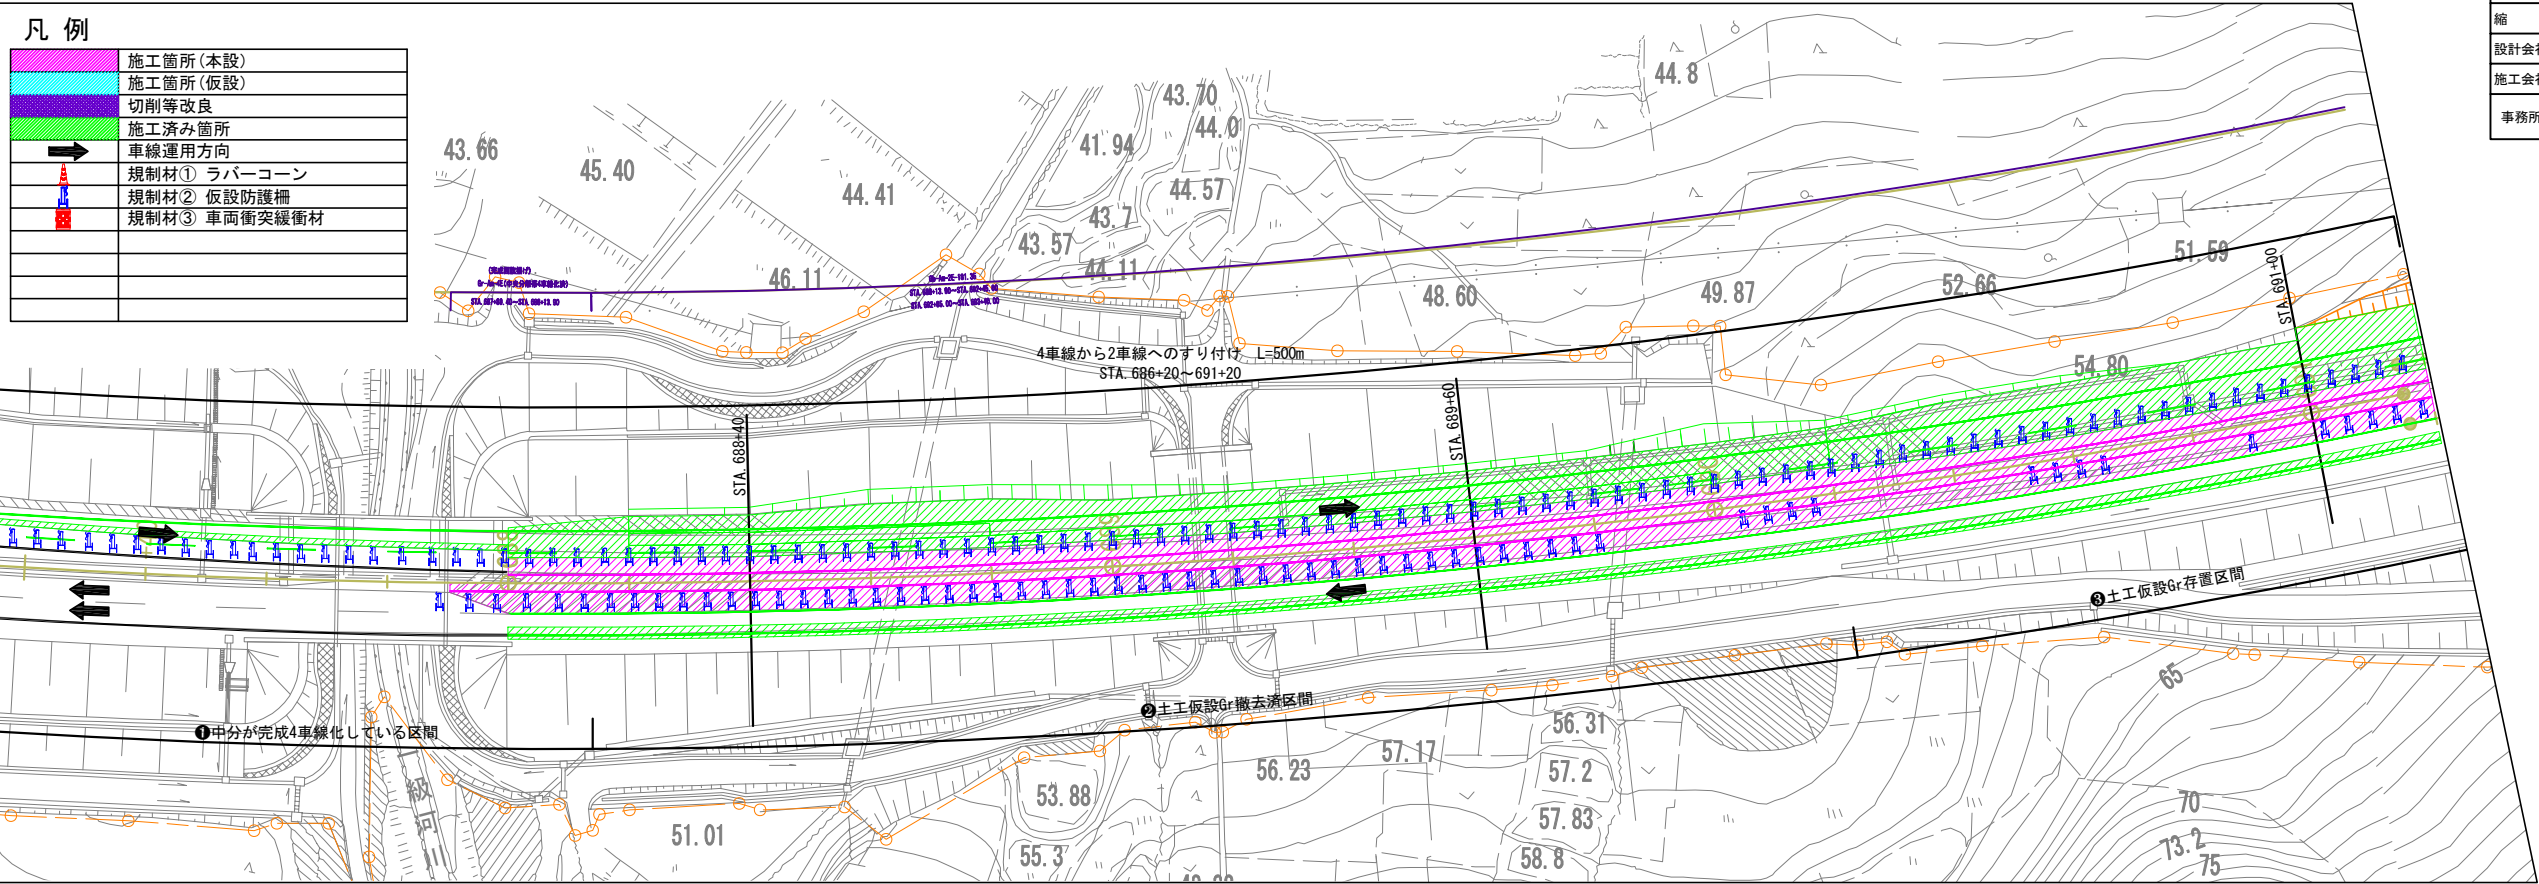 凡 例
施工箇所(本設)
施工箇所(仮設)
切削等改良
施工済み箇所
車線運用方向
規制材① ラバーコーン
規制材② 仮設防護柵
規制材③ 車両衝突緩衝材
縮
設計会社
施工会社
事務所
43.66
45.40
44.41
46.11
43.70
44.0
41.94
44.57
43.7
43.57
44.11
44.8
48.60
49.87
52.66
51.59
54.80
4車線から2車線へのすり付け L=500m
STA.686+20～691+20
STA.688+40
STA.689+60
STA.691+00
❶中分が完成4車線化している区間
❷土工仮設Gr撤去済区間
❸土工仮設Gr存置区間
一級河川
51.01
53.88
55.3
56.23
57.17
56.31
57.2
57.83
58.8
65
70
73.2
75